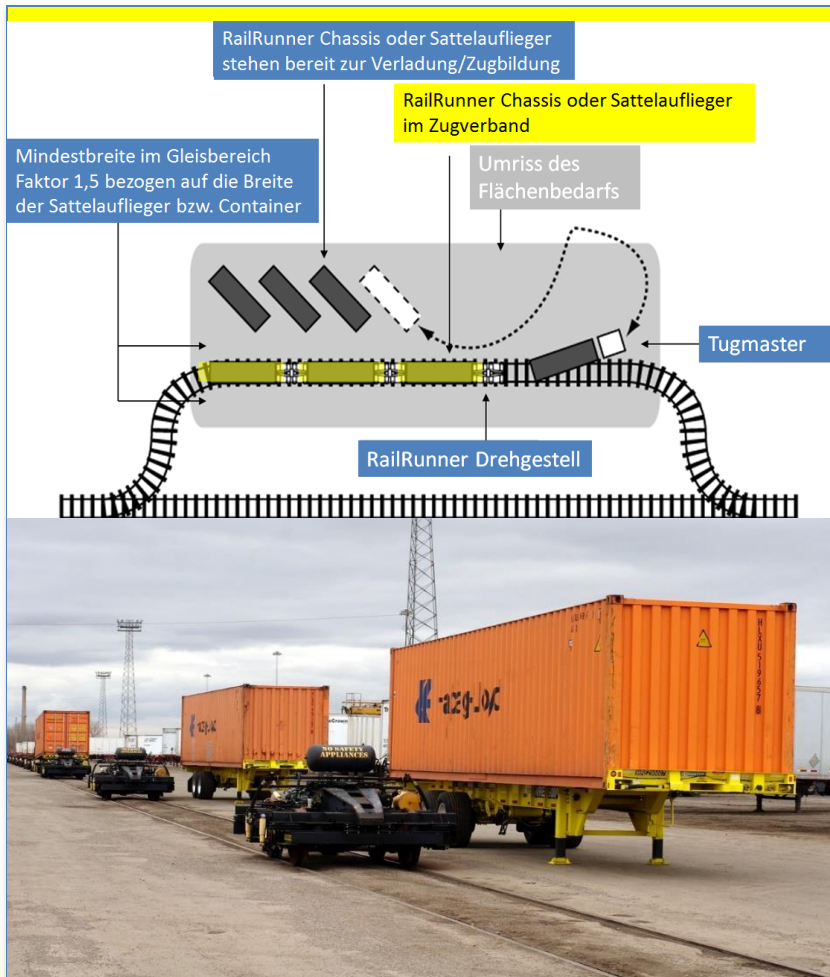 RailRunner Chassis oder Sattelauflieger
stehen bereit zur Verladung/Zugbildung
RailRunner Chassis oder Sattelauflieger
im Zugverband
Mindestbreite im Gleisbereich
Faktor 1,5 bezogen auf die Breite
der Sattelauflieger bzw. Container
Umriss des
Flächenbedarfs
Tugmaster
RailRunner Drehgestell
NO SAFETY
APPLIANCES